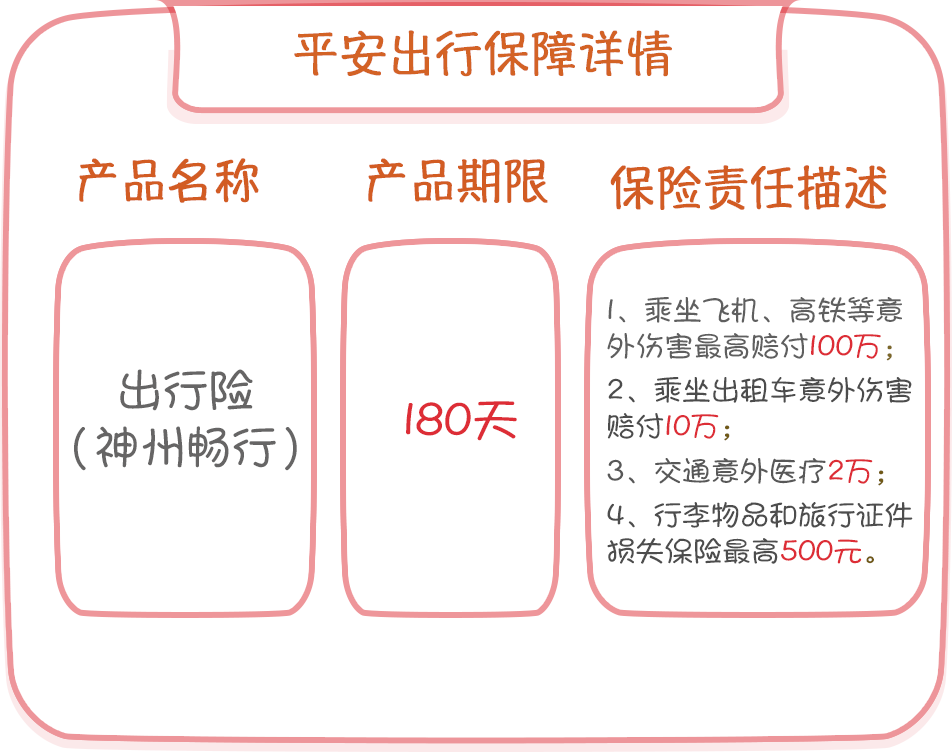 平安出行保障详情
产品名称
产品期限
保险责任描述
出行险
（神州畅行）
180天
1、乘坐飞机、高铁等意
外伤害最高赔付100万；
2、乘坐出租车意外伤害
赔付10万；
3、交通意外医疗2万；
4、行李物品和旅行证件
损失保险最高500元。